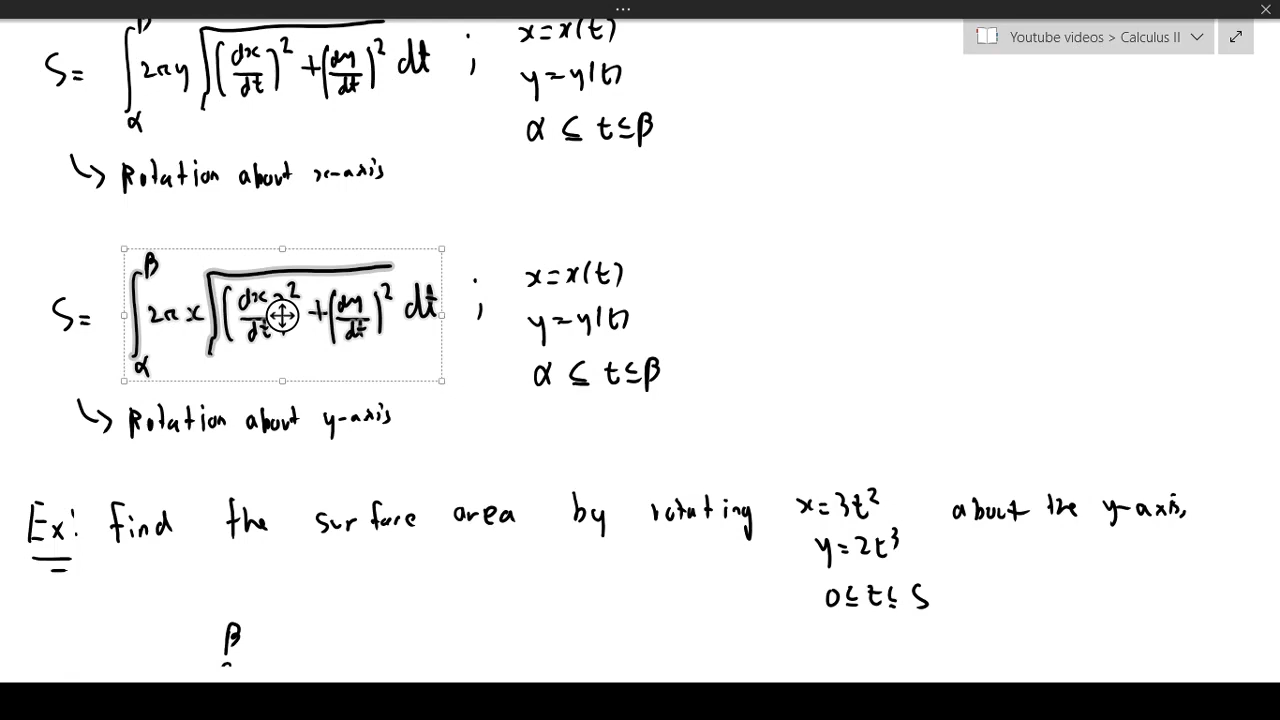 ...
Youtube videos > Calculus II
S = ∫_α^β 2πy √((dx/dt)² + (dy/dt)²) dt ; x = x(t)
y = y(t)
α ≤ t ≤ β
↳ Rotation about x-axis
S = ∫_α^β 2πx √((dx/dt)² + (dy/dt)²) dt ; x = x(t)
y = y(t)
α ≤ t ≤ β
↳ Rotation about y-axis
Ex: Find the surface area by rotating x = 3t² about the y-axis,
y = 2t³
0 ≤ t ≤ 5
β